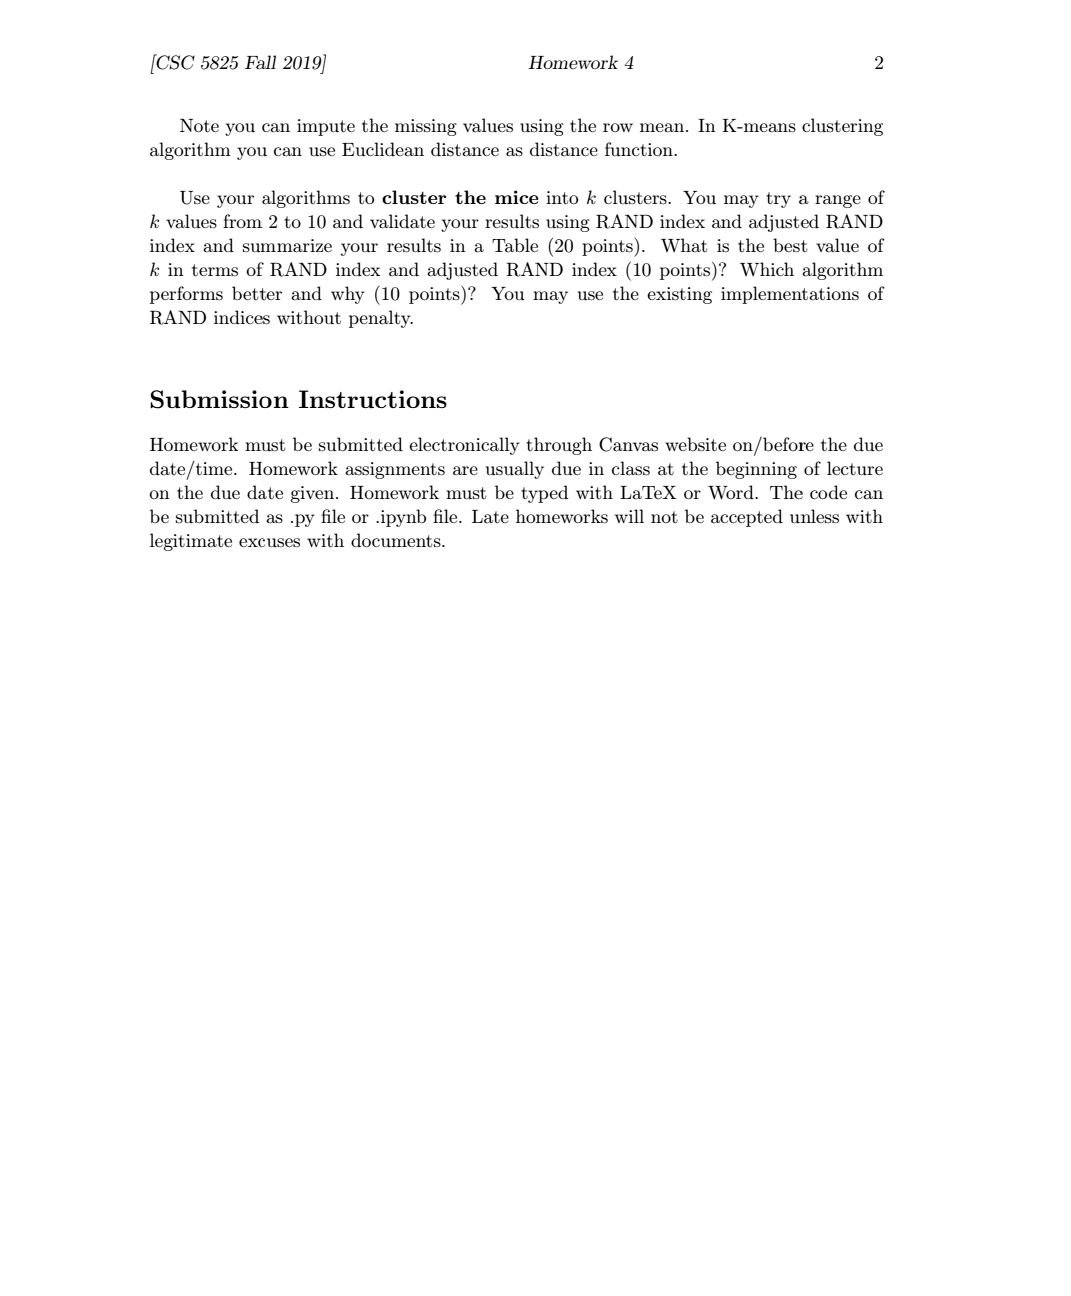 [CSC 5825 Fall 2019] Homework 4 2
Note you can impute the missing values using the row mean. In K-means clustering
algorithm you can use Euclidean distance as distance function.
Use your algorithms to cluster the mice into k clusters. You may try a range of
k values from 2 to 10 and validate your results using RAND index and adjusted RAND
index and summarize your results in a Table (20 points). What is the best value of
k in terms of RAND index and adjusted RAND index (10 points)? Which algorithm
performs better and why (10 points)? You may use the existing implementations of
RAND indices without penalty.
Submission Instructions
Homework must be submitted electronically through Canvas website on/before the due
date/time. Homework assignments are usually due in class at the beginning of lecture
on the due date given. Homework must be typed with LaTeX or Word. The code can
be submitted as .py file or .ipynb file. Late homeworks will not be accepted unless with
legitimate excuses with documents.